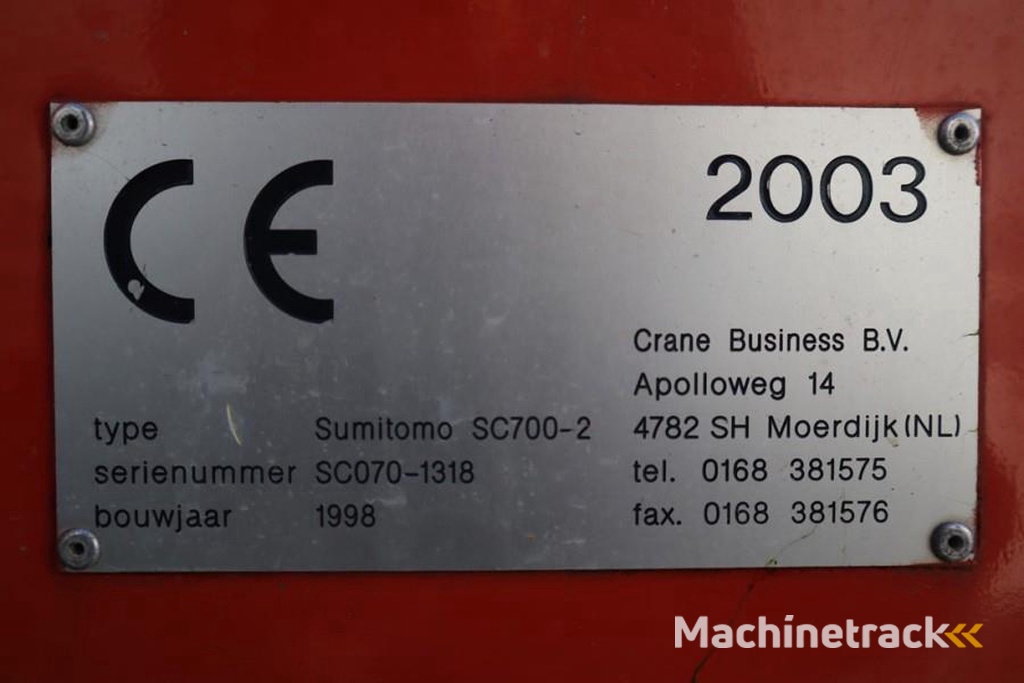 CE 2003
Crane Business B.V.
Apolloweg 14
type Sumitomo SC700-2 4782 SH Moerdijk (NL)
serienummer SC070-1318 tel. 0168 381575
bouwjaar 1998 fax. 0168 381576
Machinetrack